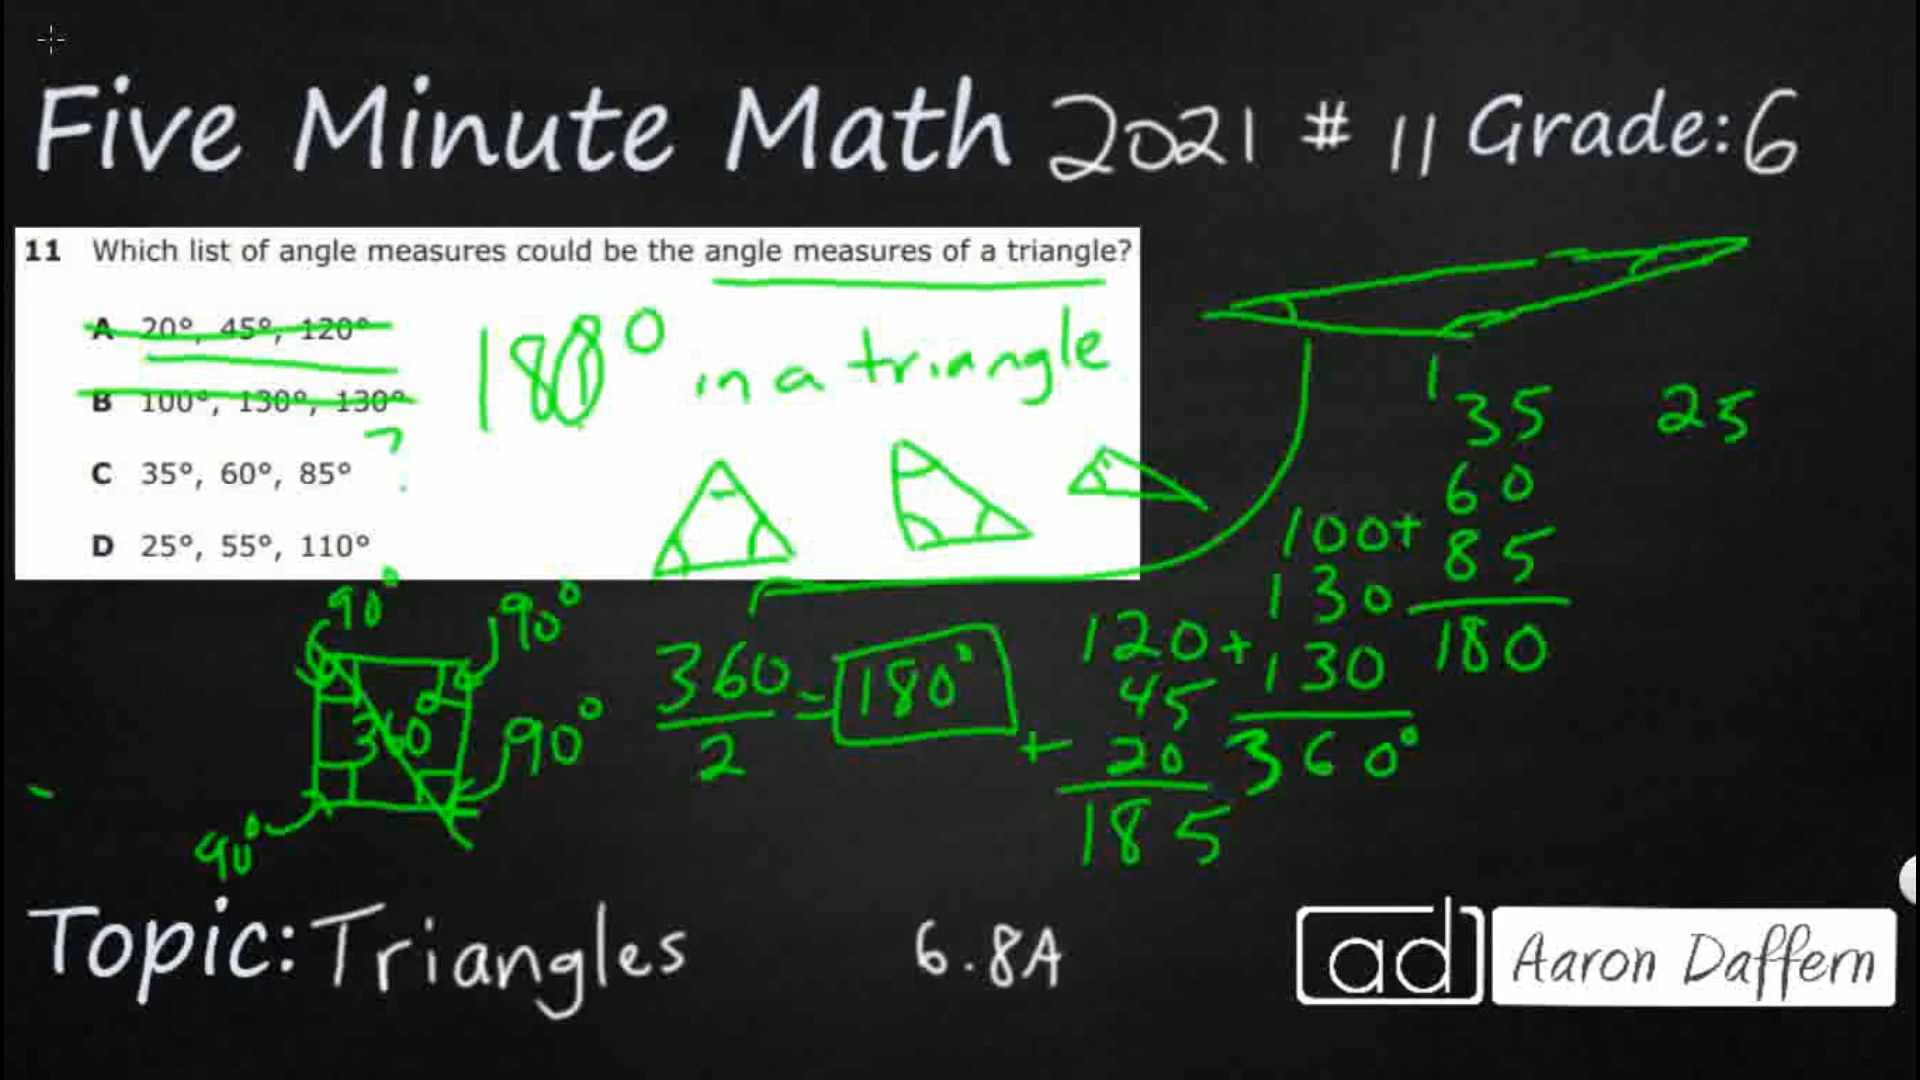 Five Minute Math 2021 # 11 Grade: 6
11 Which list of angle measures could be the angle measures of a triangle?
A 20°, 45°, 120°
B 100°, 130°, 130°
C 35°, 60°, 85°
D 25°, 55°, 110°
180° in a triangle
?
1
35
60
+ 85
180
25
100
130
+ 130
360°
120
45
+ 20
185
90°
90°
90°
90°
360
360
2
= 180°
Topic: Triangles
6.8A
ad Aaron Daffern